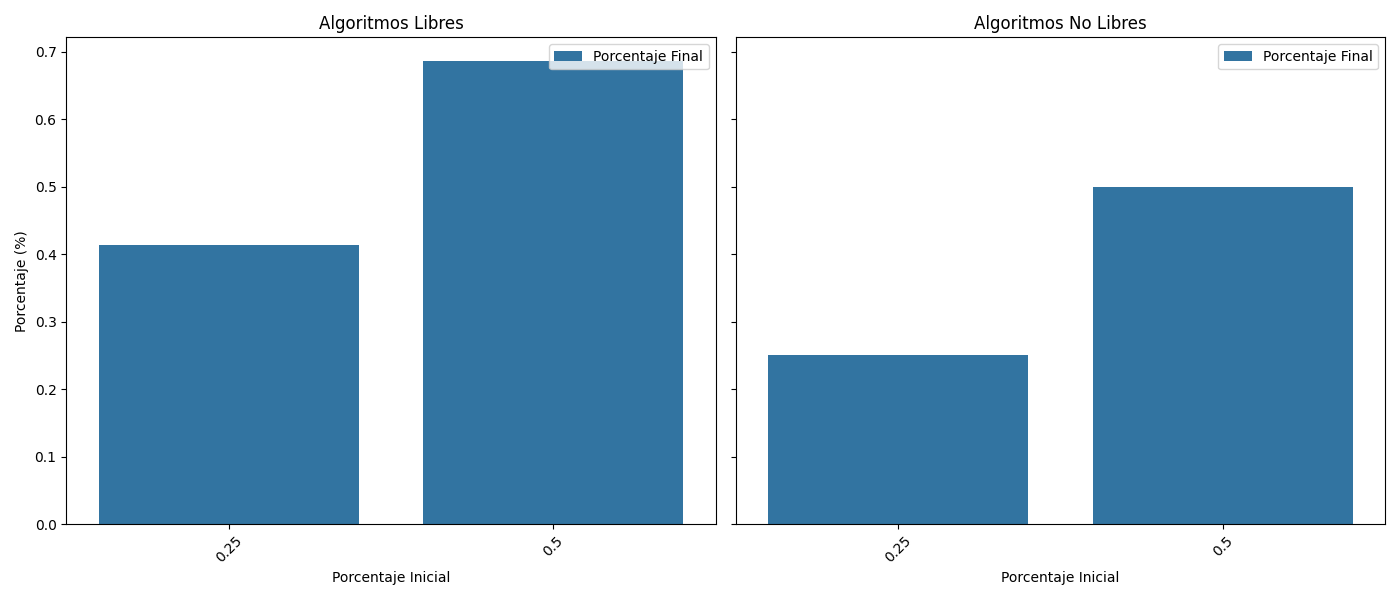 Algoritmos Libres
Porcentaje Final
Porcentaje (%)
0.7
0.6
0.5
0.4
0.3
0.2
0.1
0.0
0.25
0.5
Porcentaje Inicial
Algoritmos No Libres
Porcentaje Final
0.25
0.5
Porcentaje Inicial